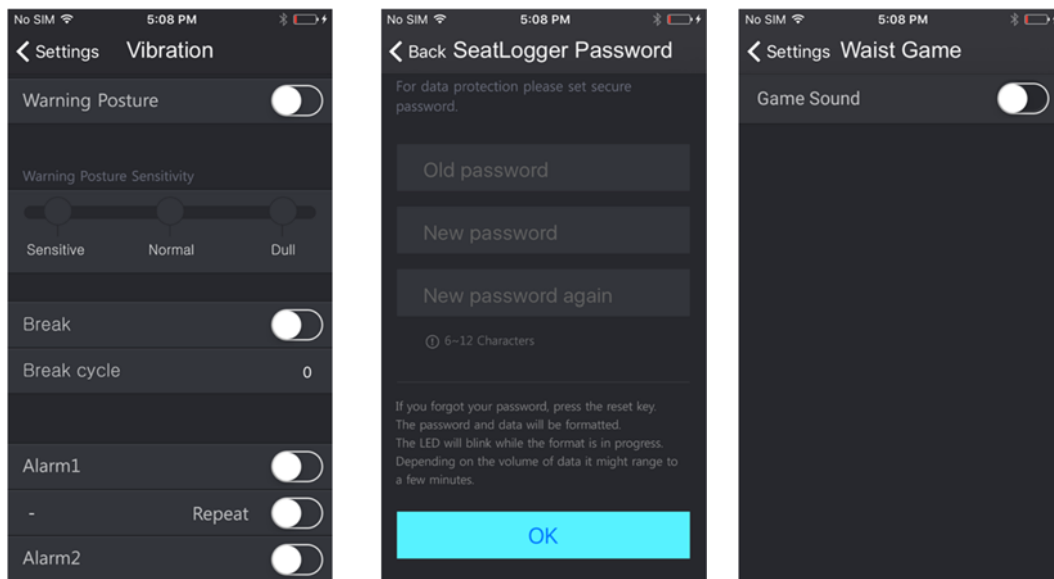 No SIM 5:08 PM
Settings Vibration
Warning Posture
Warning Posture Sensitivity
Sensitive Normal Dull
Break
Break cycle 0
Alarm1
- Repeat
Alarm2
No SIM 5:08 PM
Back SeatLogger Password
For data protection please set secure
password.
Old password
New password
New password again
6~12 Characters
If you forgot your password, press the reset key.
The password and data will be formatted.
The LED will blink while the format is in progress.
Depending on the volume of data it might range to
a few minutes.
OK
No SIM 5:08 PM
Settings Waist Game
Game Sound